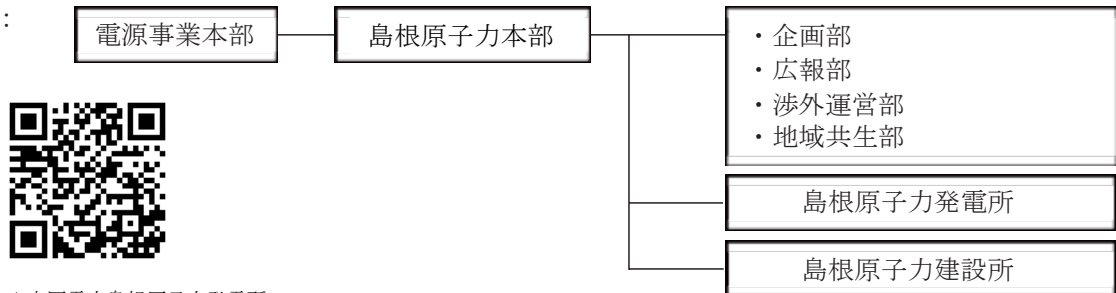 :
電源事業本部
島根原子力本部
・企画部
・広報部
・渉外運営部
・地域共生部
島根原子力発電所
島根原子力建設所